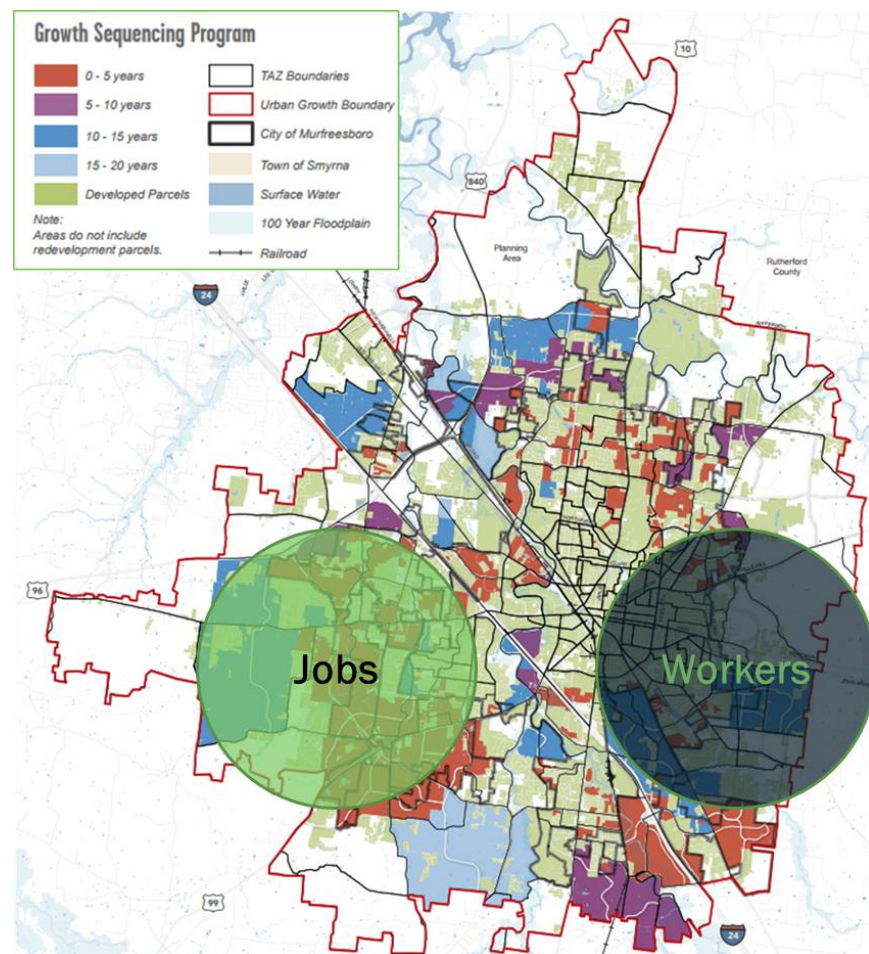 Growth Sequencing Program
0 - 5 years
5 - 10 years
10 - 15 years
15 - 20 years
Developed Parcels
Note:
Areas do not include
redevelopment parcels.
TAZ Boundaries
Urban Growth Boundary
City of Murfreesboro
Town of Smyrna
Surface Water
100 Year Floodplain
Railroad
10
840
Planning
Area
Rutherford
County
24
96
Jobs
Workers
99
24